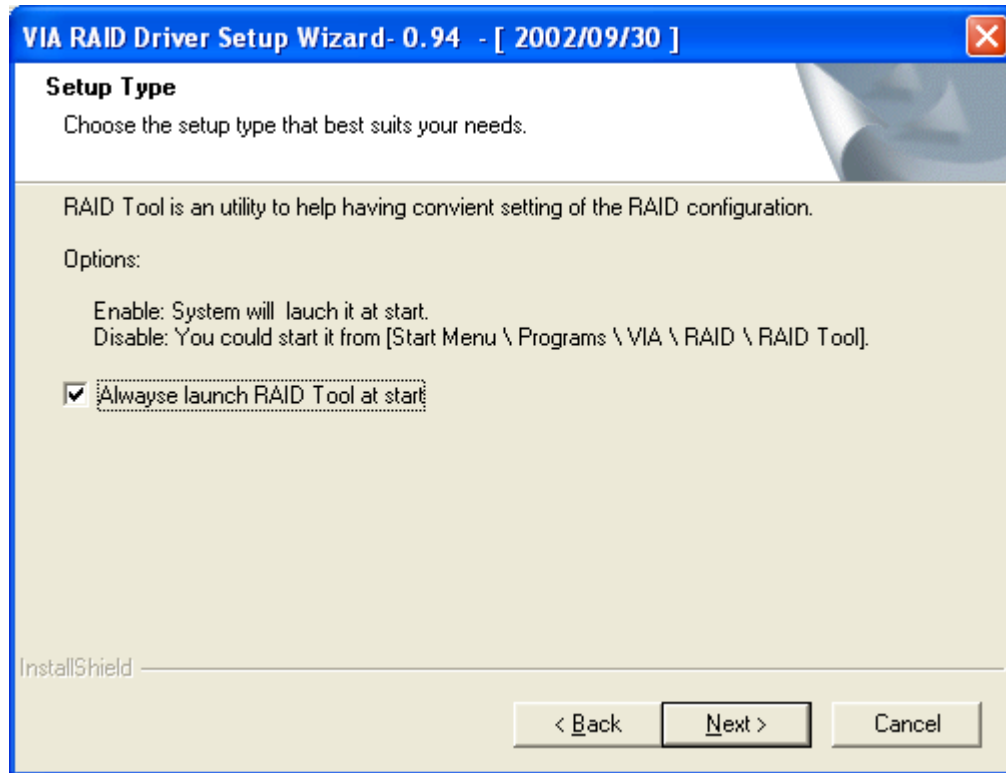 VIA RAID Driver Setup Wizard- 0.94 - [ 2002/09/30 ]
Setup Type
Choose the setup type that best suits your needs.
RAID Tool is an utility to help having convient setting of the RAID configuration.
Options:
Enable: System will lauch it at start.
Disable: You could start it from [Start Menu \ Programs \ VIA \ RAID \ RAID Tool].
Alwayse launch RAID Tool at start
InstallShield
< Back Next > Cancel